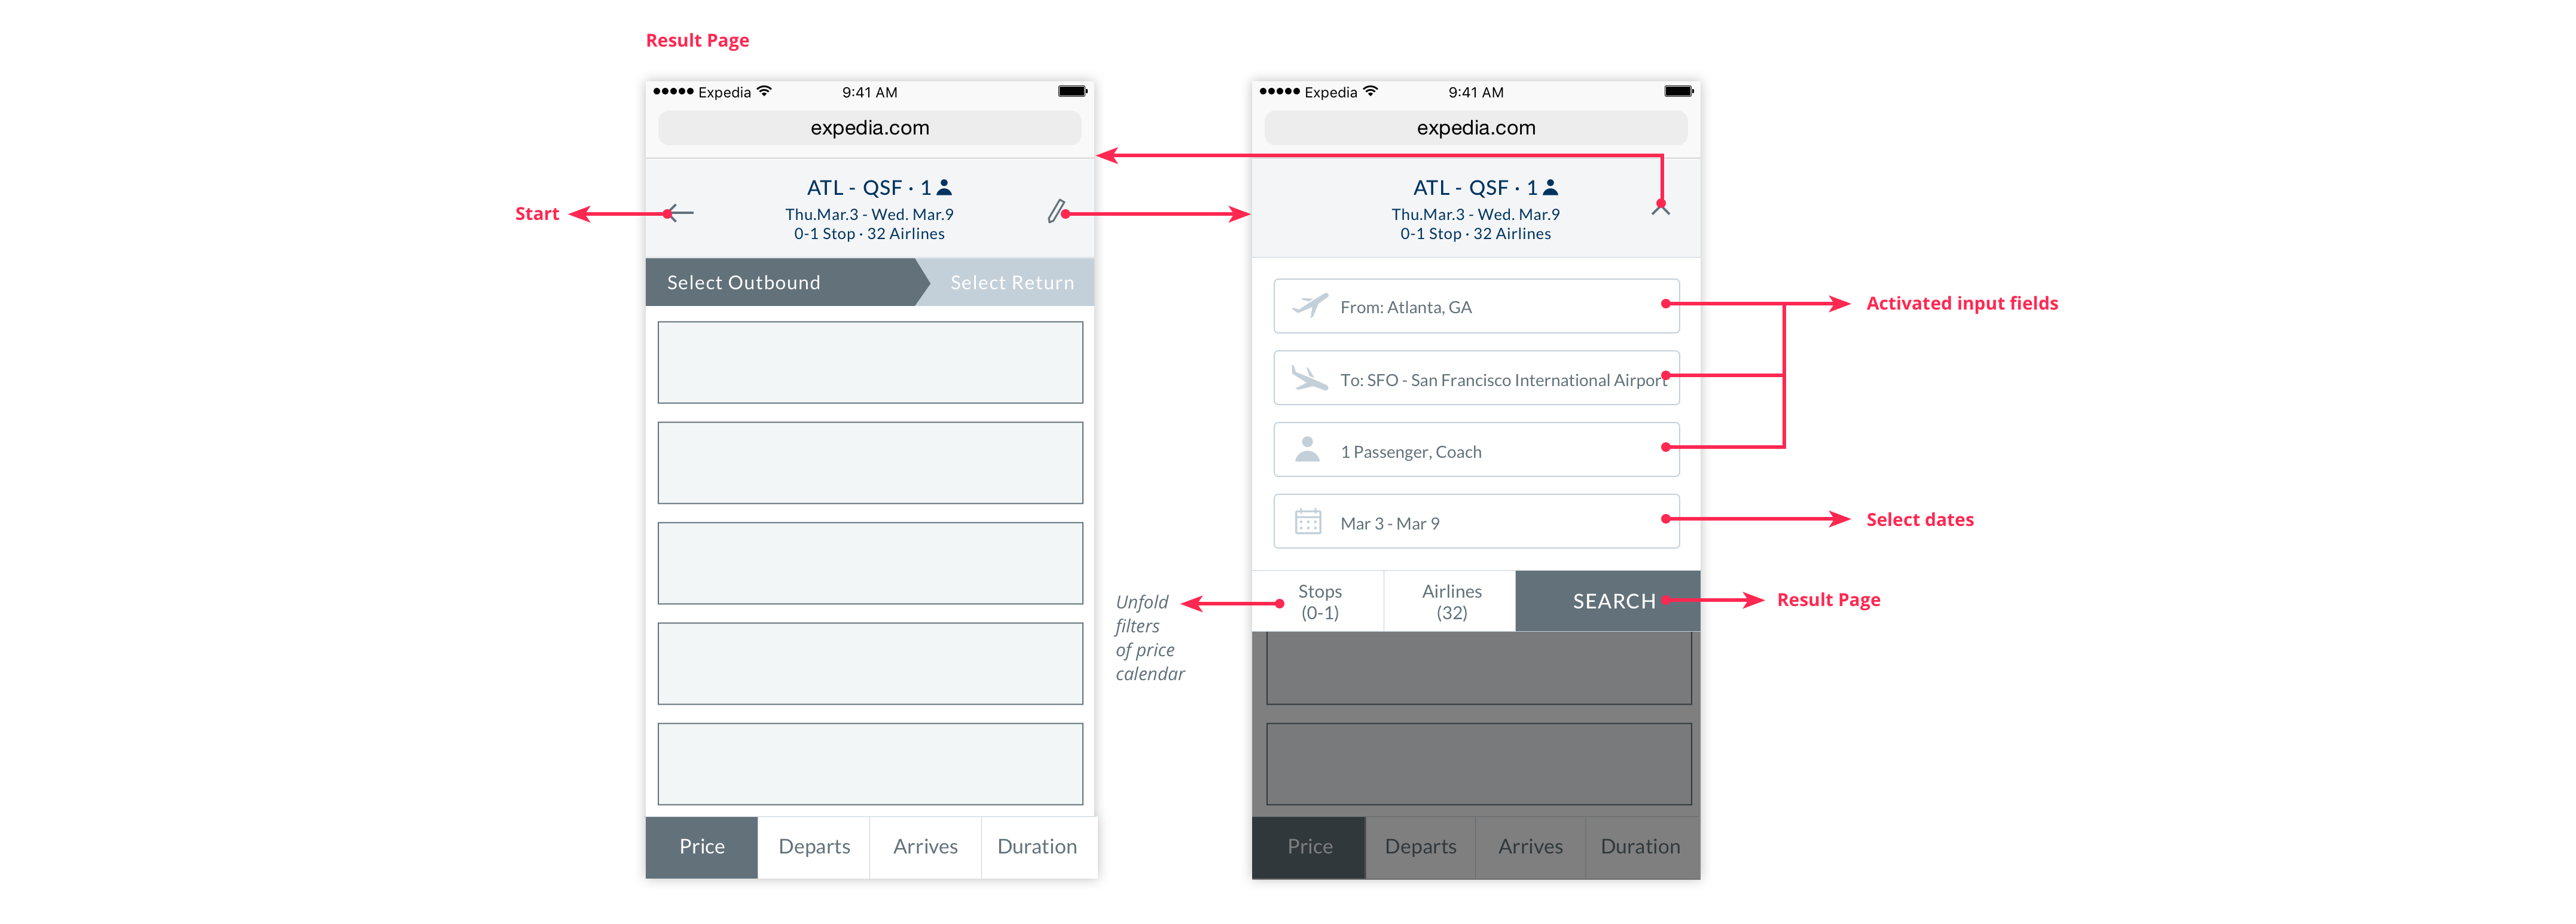 Result Page
Expedia 9:41 AM
expedia.com
ATL - QSF · 1
Thu.Mar.3 - Wed. Mar.9
0-1 Stop · 32 Airlines
Start
Select Outbound
Select Return
Price
Departs
Arrives
Duration
Expedia 9:41 AM
expedia.com
ATL - QSF · 1
Thu.Mar.3 - Wed. Mar.9
0-1 Stop · 32 Airlines
From: Atlanta, GA
Activated input fields
To: SFO - San Francisco International Airport
1 Passenger, Coach
Mar 3 - Mar 9
Select dates
Unfold
filters
of price
calendar
Stops
(0-1)
Airlines
(32)
SEARCH
Result Page
Price
Departs
Arrives
Duration